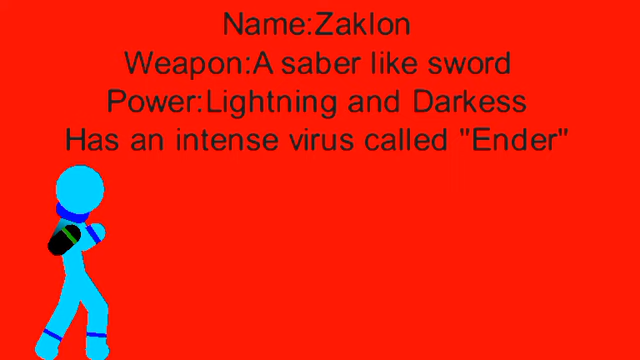 Name:Zaklon
Weapon:A saber like sword
Power:Lightning and Darkess
Has an intense virus called "Ender"